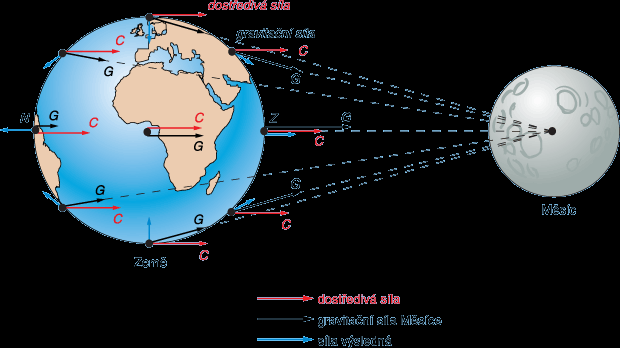 dostředivá síla
gravitační síla
C
G
C
G
N
G
C
C
G
Z
G
C
G
C
G
C
G
C
Měsíc
Země
dostředivá síla
gravitační síla Měsíce
síla výsledná